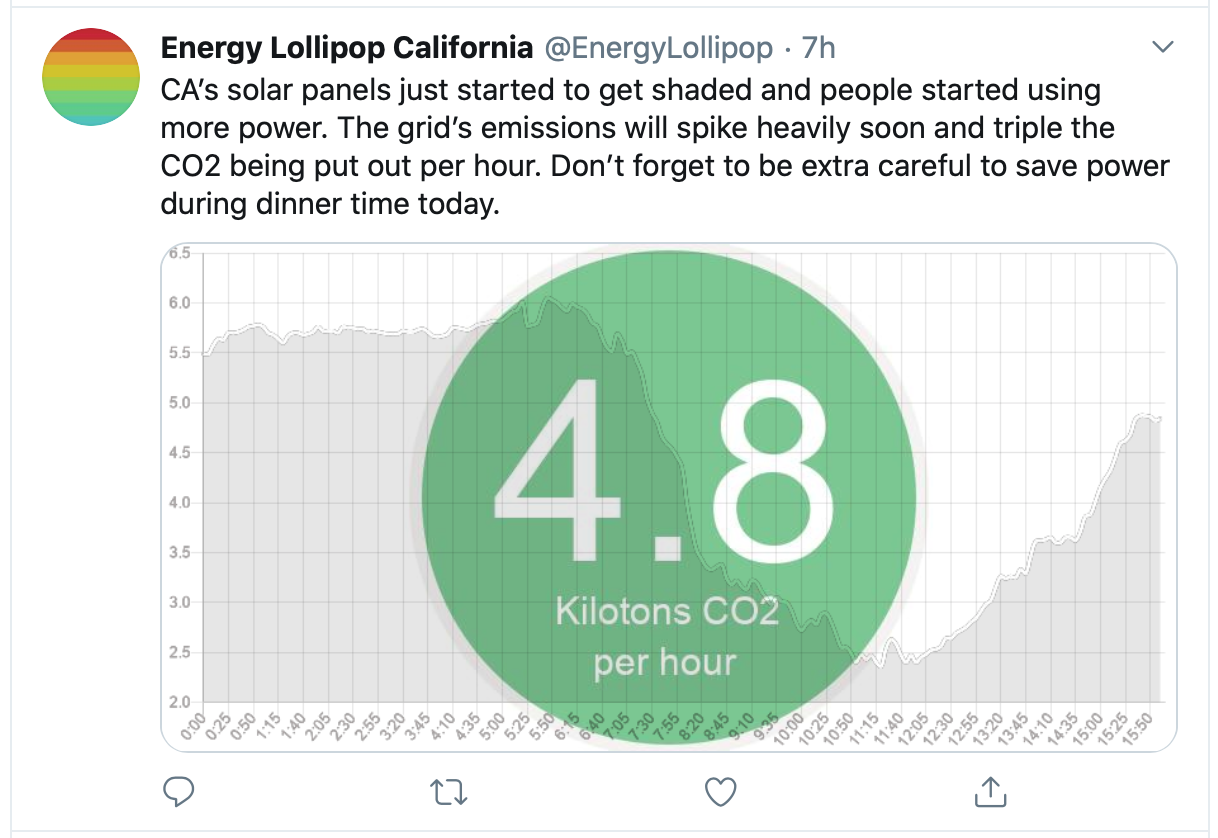 Energy Lollipop California @EnergyLollipop · 7h
CA’s solar panels just started to get shaded and people started using
more power. The grid’s emissions will spike heavily soon and triple the
CO2 being put out per hour. Don’t forget to be extra careful to save power
during dinner time today.
6.5
6.0
5.5
5.0
4.5
4.0
3.5
3.0
2.5
2.0
4.8
Kilotons CO2
per hour
0:00 0:25 0:50 1:15 1:40 2:05 2:30 2:55 3:20 3:45 4:10 4:35 5:00 5:25 5:50 6:15 6:40 7:05 7:30 7:55 8:20 8:45 9:10 9:35 10:00 10:25 10:50 11:15 11:40 12:05 12:30 12:55 13:20 13:45 14:10 14:35 15:00 15:25 15:50